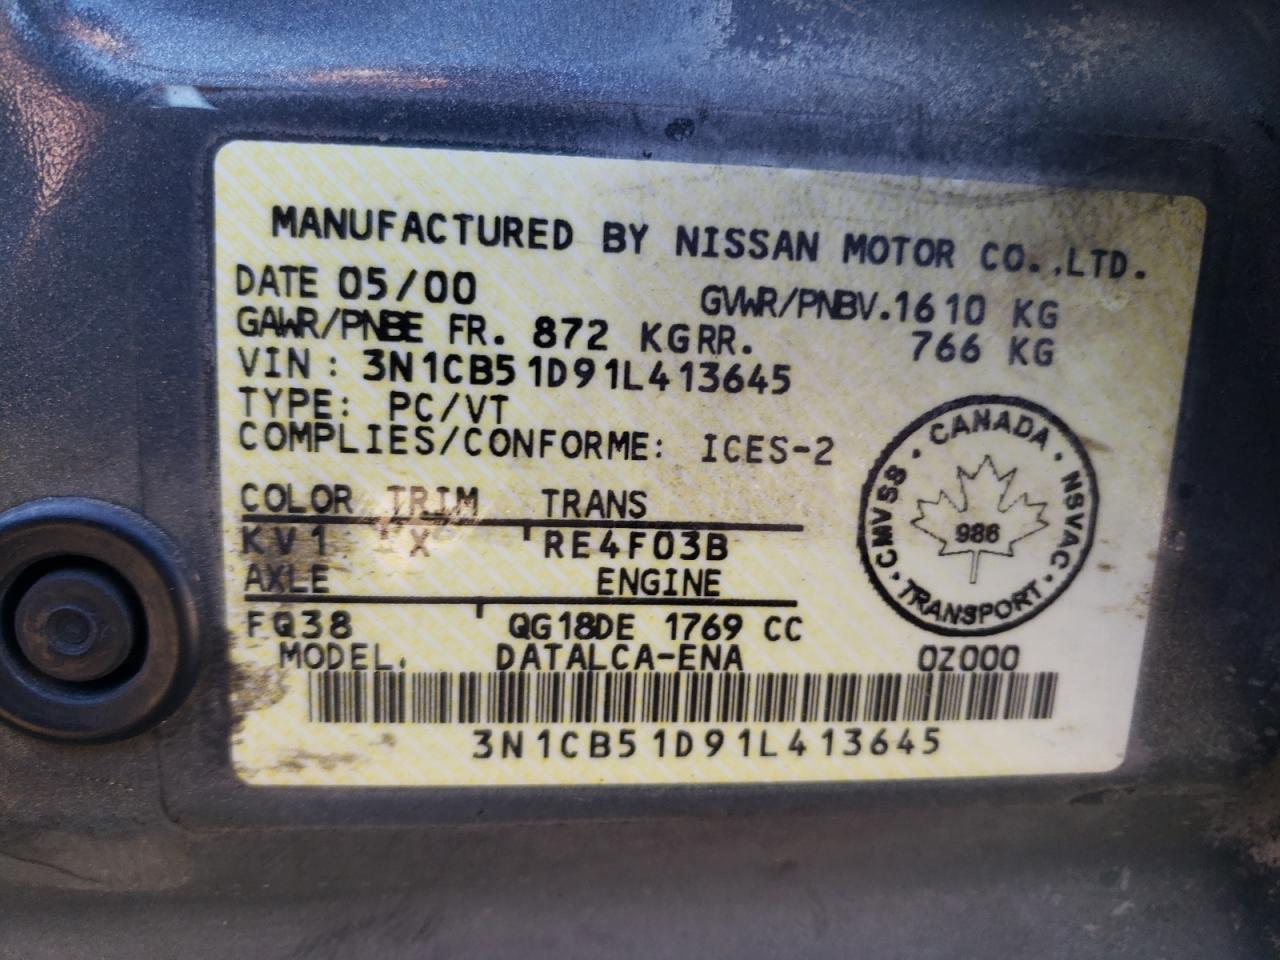 MANUFACTURED BY NISSAN MOTOR CO.,LTD.
DATE 05/00 GVWR/PNBV.1610 KG
GAWR/PNBE FR. 872 KG RR. 766 KG
VIN : 3N1CB51D91L413645
TYPE: PC/VT
COMPLIES/CONFORME: ICES-2
COLOR TRIM TRANS
KV1 X RE4F03B
AXLE ENGINE
FQ38 QG18DE 1769 CC
MODEL. DATALCA-ENA 0Z000
3N1CB51D91L413645
CMVSS · CANADA · NSVAC · TRANSPORT ·
986